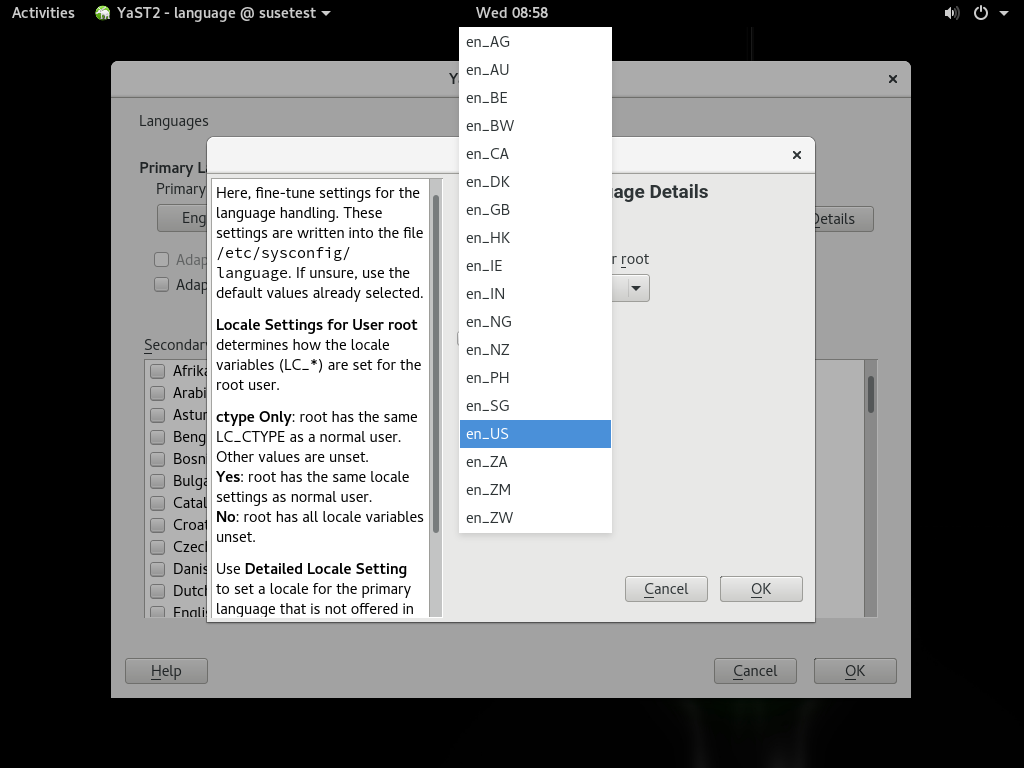 Activities
YaST2 - language @ susetest
Wed 08:58
Languages
Primary
Primary
Eng
Details
Adap
Adap
Secondary
Afrika
Arabi
Astur
Beng
Bosn
Bulga
Catal
Croat
Czech
Danis
Dutch
English
Help
Cancel
OK
Here, fine-tune settings for the
language handling. These
settings are written into the file
/etc/sysconfig/
language. If unsure, use the
default values already selected.
Locale Settings for User root
determines how the locale
variables (LC_*) are set for the
root user.
ctype Only: root has the same
LC_CTYPE as a normal user.
Other values are unset.
Yes: root has the same locale
settings as normal user.
No: root has all locale variables
unset.
Use Detailed Locale Setting
to set a locale for the primary
language that is not offered in
age Details
r root
Cancel
OK
en_AG
en_AU
en_BE
en_BW
en_CA
en_DK
en_GB
en_HK
en_IE
en_IN
en_NG
en_NZ
en_PH
en_SG
en_US
en_ZA
en_ZM
en_ZW